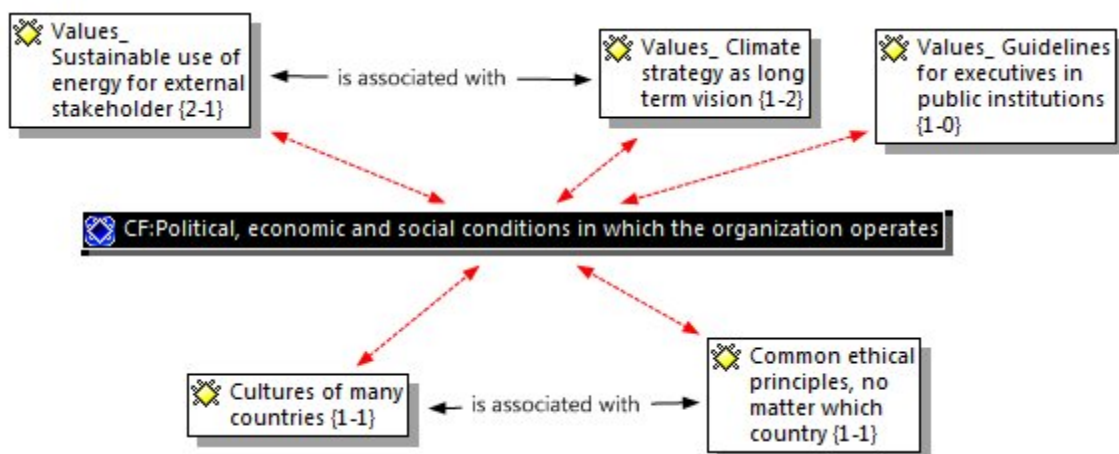 Values_
Sustainable use of
energy for external
stakeholder {2-1}
is associated with
Values_ Climate
strategy as long
term vision {1-2}
Values_ Guidelines
for executives in
public institutions
{1-0}
CF:Political, economic and social conditions in which the organization operates
Cultures of many
countries {1-1}
is associated with
Common ethical
principles, no
matter which
country {1-1}